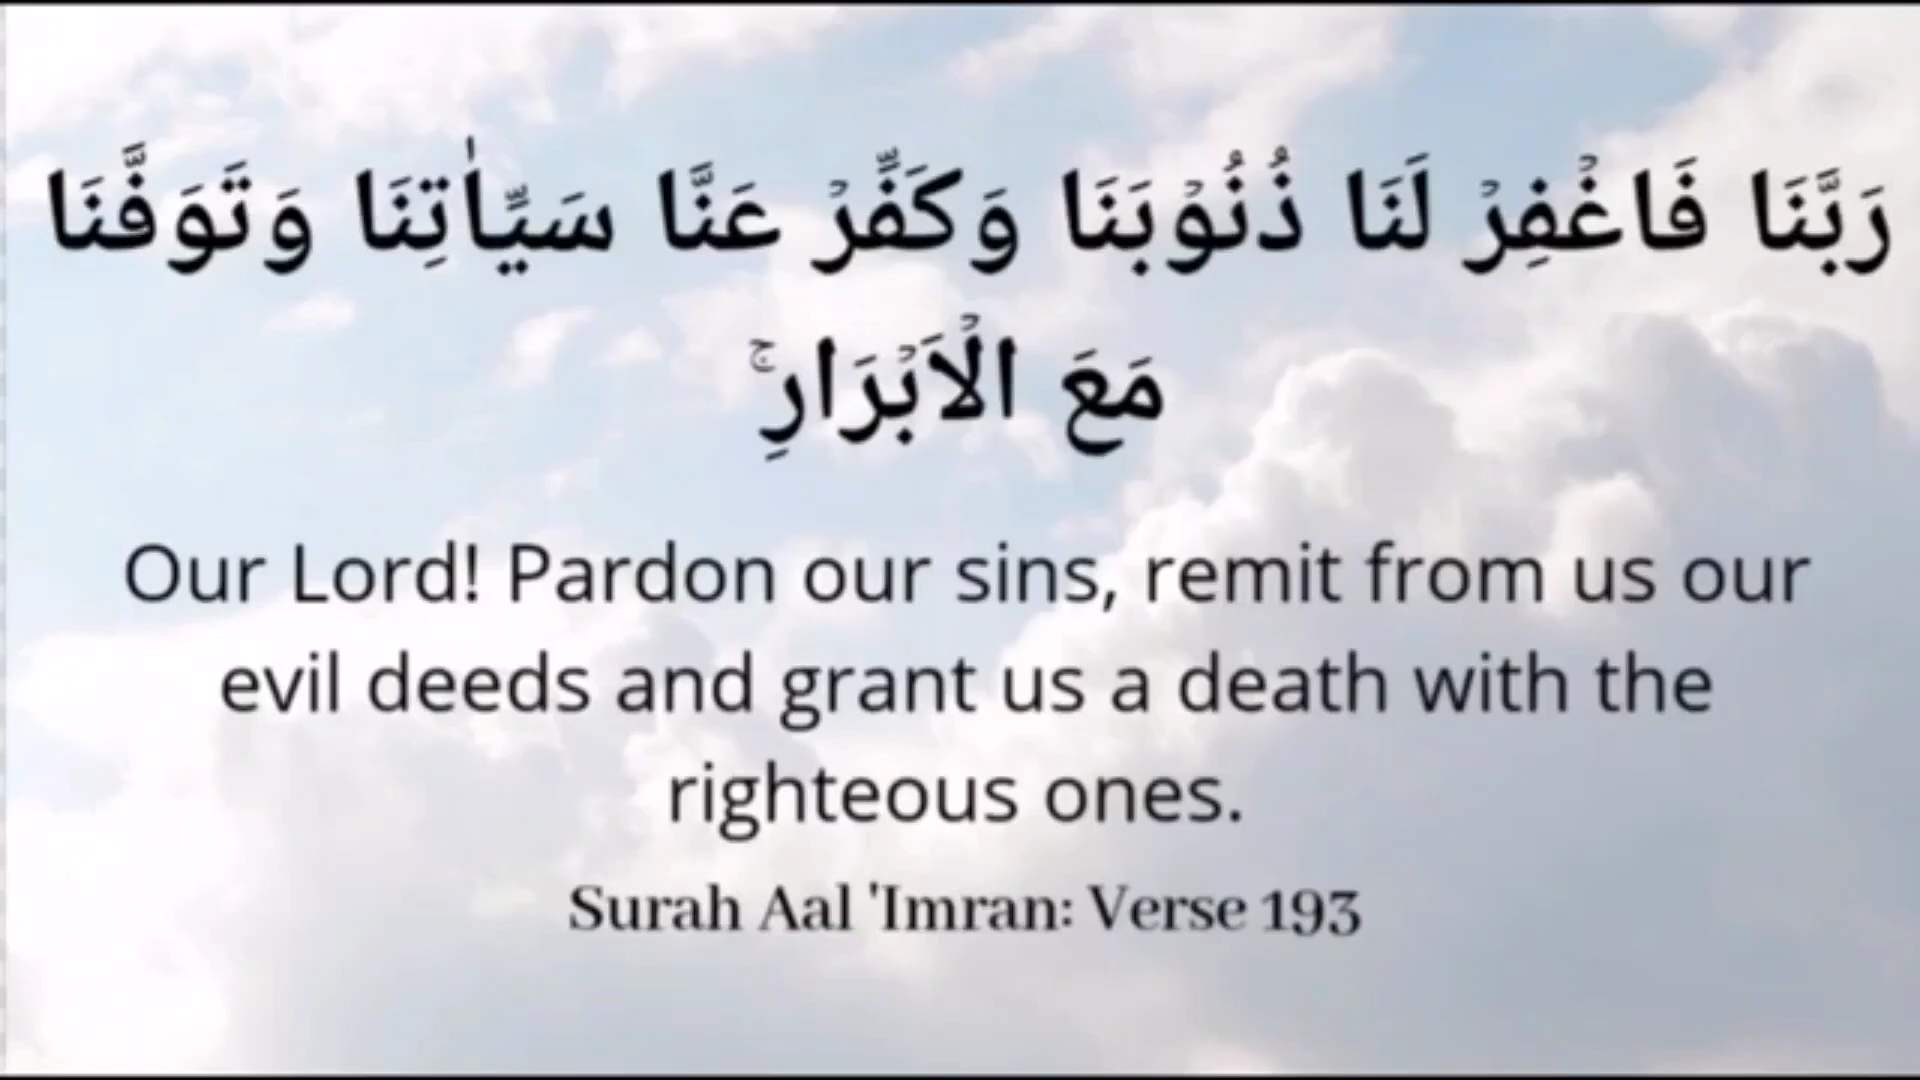 رَبَّنَا فَاغۡفِرۡ لَنَا ذُنُوۡبَنَا وَكَفِّرۡ عَنَّا سَيِّاٰتِنَا وَتَوَفَّنَا
مَعَ الۡاَبۡرَارِ‌ۚ
Our Lord! Pardon our sins, remit from us our
evil deeds and grant us a death with the
righteous ones.
Surah Aal 'Imran: Verse 193